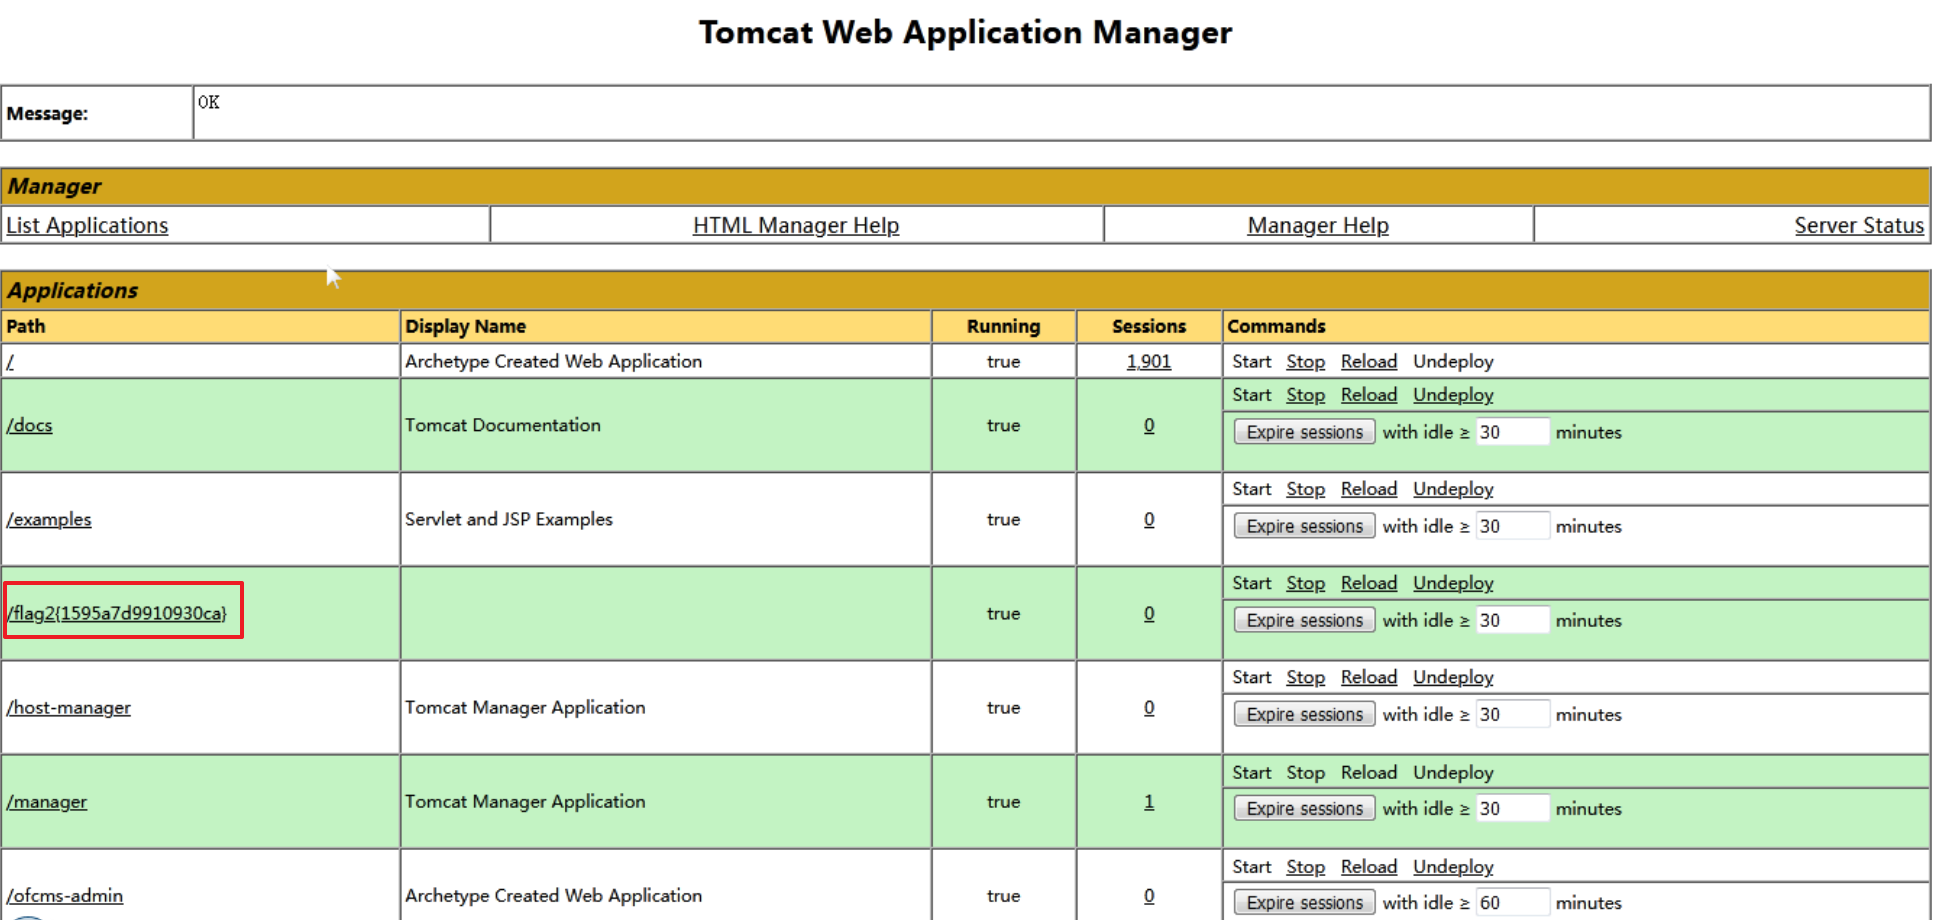 Tomcat Web Application Manager
Message: OK
Manager
List Applications HTML Manager Help Manager Help Server Status
Applications
Path Display Name Running Sessions Commands
/ Archetype Created Web Application true 1,901 Start Stop Reload Undeploy
Start Stop Reload Undeploy
/docs Tomcat Documentation true 0
Expire sessions with idle ≥ 30 minutes
Start Stop Reload Undeploy
/examples Servlet and JSP Examples true 0
Expire sessions with idle ≥ 30 minutes
Start Stop Reload Undeploy
/flag2{1595a7d9910930ca} true 0
Expire sessions with idle ≥ 30 minutes
Start Stop Reload Undeploy
/host-manager Tomcat Manager Application true 0
Expire sessions with idle ≥ 30 minutes
Start Stop Reload Undeploy
/manager Tomcat Manager Application true 1
Expire sessions with idle ≥ 30 minutes
Start Stop Reload Undeploy
/ofcms-admin Archetype Created Web Application true 0
Expire sessions with idle ≥ 60 minutes